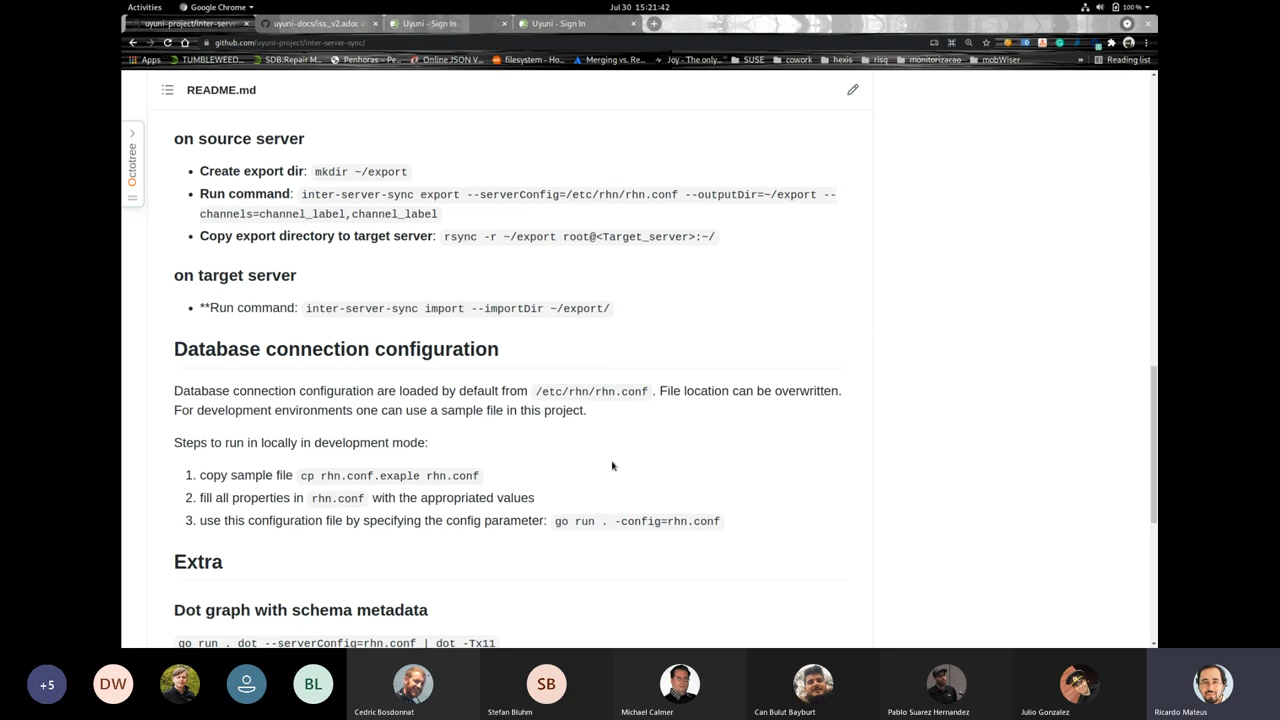 Activities Google Chrome Jul 30 15:21:42 100 %
uyuni-project/inter-serve uyuni-docs/iss_v2.adoc a Uyuni - Sign In Uyuni - Sign In
github.com/uyuni-project/inter-server-sync/
Apps TUMBLEWEED... SDB:Repair M... Penhoras - Pe... Online JSON V... filesystem - Ho... Merging vs. Re... Joy - The only... SUSE cowork hexis risq monitorizacao mobWiser » Reading list
README.md
Octotree
on source server
Create export dir: mkdir ~/export
Run command: inter-server-sync export --serverConfig=/etc/rhn/rhn.conf --outputDir=~/export --
channels=channel_label,channel_label
Copy export directory to target server: rsync -r ~/export root@<Target_server>:~/
on target server
**Run command: inter-server-sync import --importDir ~/export/
Database connection configuration
Database connection configuration are loaded by default from /etc/rhn/rhn.conf. File location can be overwritten.
For development environments one can use a sample file in this project.
Steps to run in locally in development mode:
1. copy sample file cp rhn.conf.exaple rhn.conf
2. fill all properties in rhn.conf with the appropriated values
3. use this configuration file by specifying the config parameter: go run . -config=rhn.conf
Extra
Dot graph with schema metadata
go run . dot --serverConfig=rhn.conf | dot -Tx11
+5 DW BL SB
Cedric Bosdonnat Stefan Bluhm Michael Calmer Can Bulut Bayburt Pablo Suarez Hernandez Julio Gonzalez Ricardo Mateus